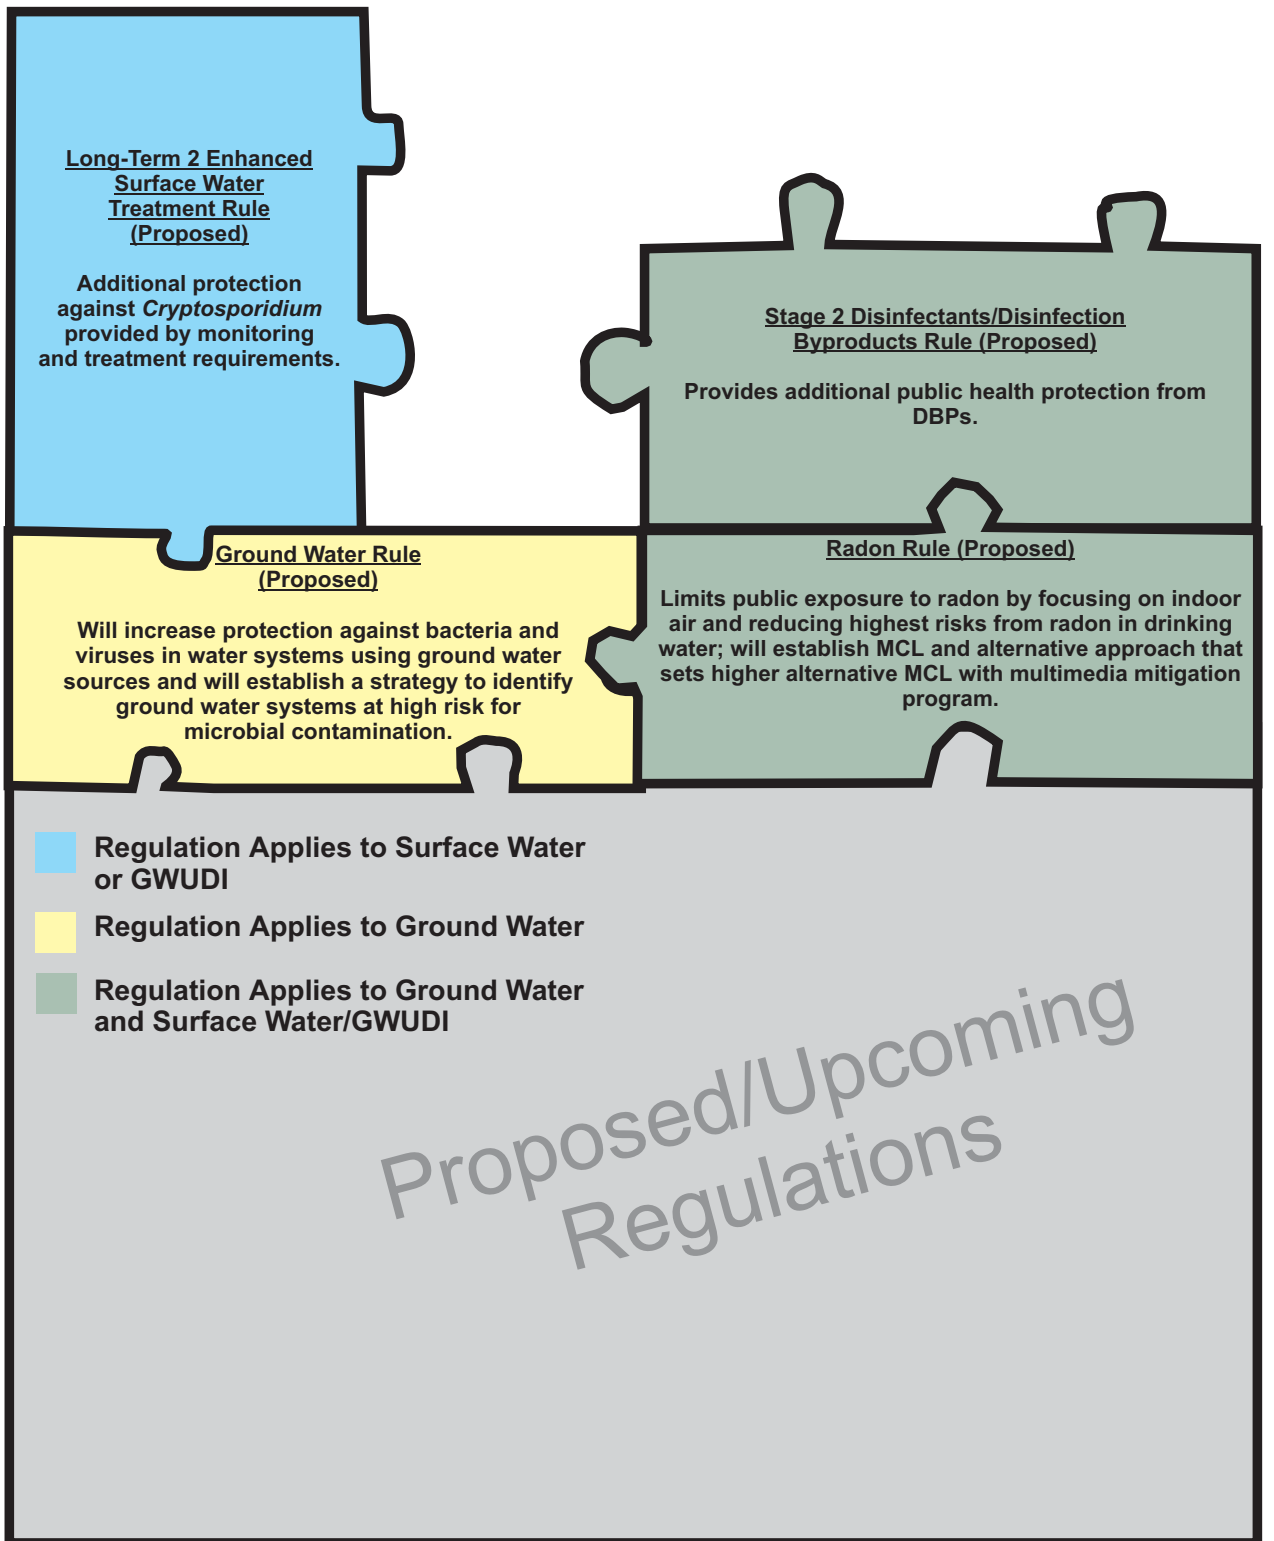 Long-Term 2 Enhanced
Surface Water
Treatment Rule
(Proposed)
Additional protection
against Cryptosporidium
provided by monitoring
and treatment requirements.
Stage 2 Disinfectants/Disinfection
Byproducts Rule (Proposed)
Provides additional public health protection from
DBPs.
Ground Water Rule
(Proposed)
Will increase protection against bacteria and
viruses in water systems using ground water
sources and will establish a strategy to identify
ground water systems at high risk for
microbial contamination.
Radon Rule (Proposed)
Limits public exposure to radon by focusing on indoor
air and reducing highest risks from radon in drinking
water; will establish MCL and alternative approach that
sets higher alternative MCL with multimedia mitigation
program.
Regulation Applies to Surface Water
or GWUDI
Regulation Applies to Ground Water
Regulation Applies to Ground Water
and Surface Water/GWUDI
Proposed/Upcoming
Regulations